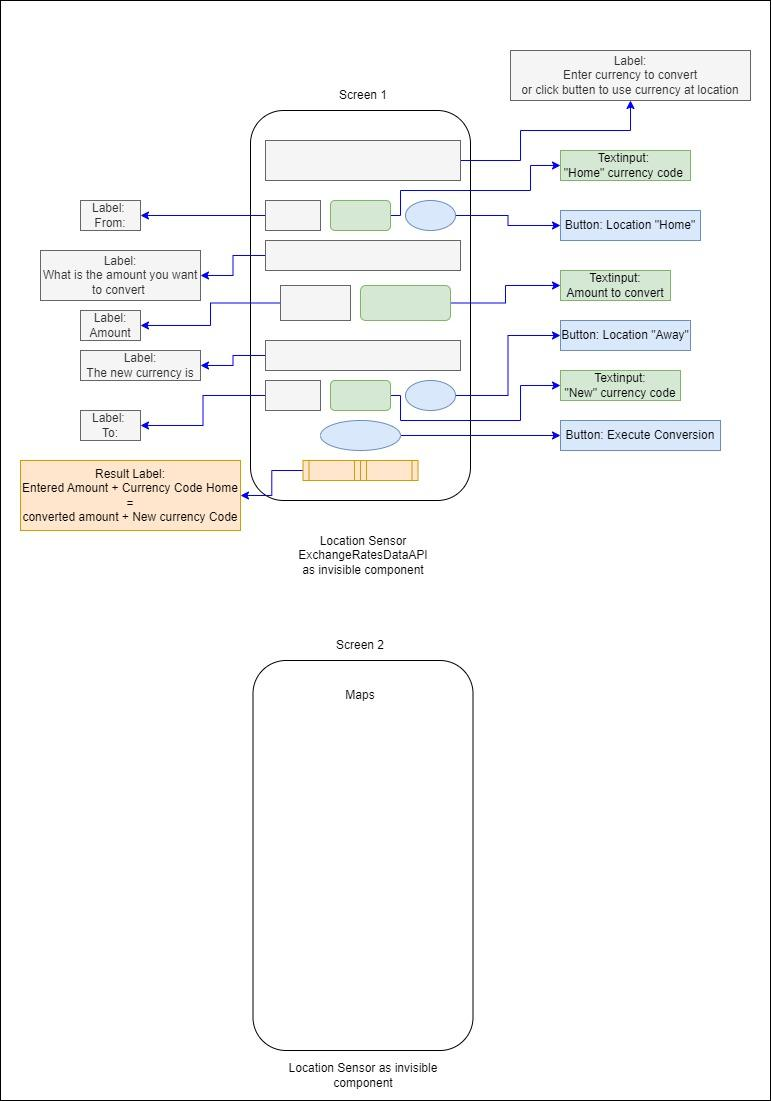 Label:
Enter currency to convert
or click butten to use currency at location
Screen 1
Textinput:
"Home" currency code
Label:
From:
Button: Location "Home"
Label:
What is the amount you want
to convert
Textinput:
Amount to convert
Label:
Amount
Button: Location "Away"
Label:
The new currency is
Textinput:
"New" currency code
Label:
To:
Button: Execute Conversion
Result Label:
Entered Amount + Currency Code Home
=
converted amount + New currency Code
Location Sensor
ExchangeRatesDataAPI
as invisible component
Screen 2
Maps
Location Sensor as invisible
component